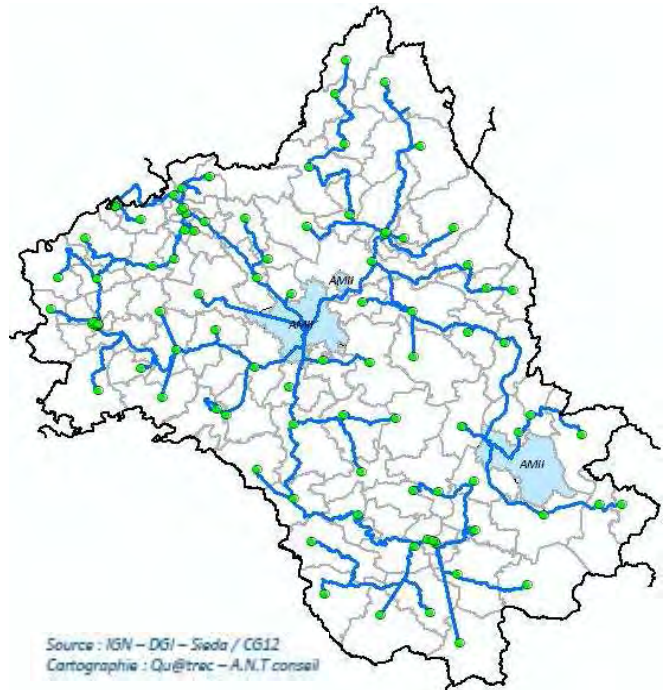 AMII
AMII
AMII
Source : IGN – DGI – Sieda / CG12
Cartographie : Qu@trec – A.N.T conseil